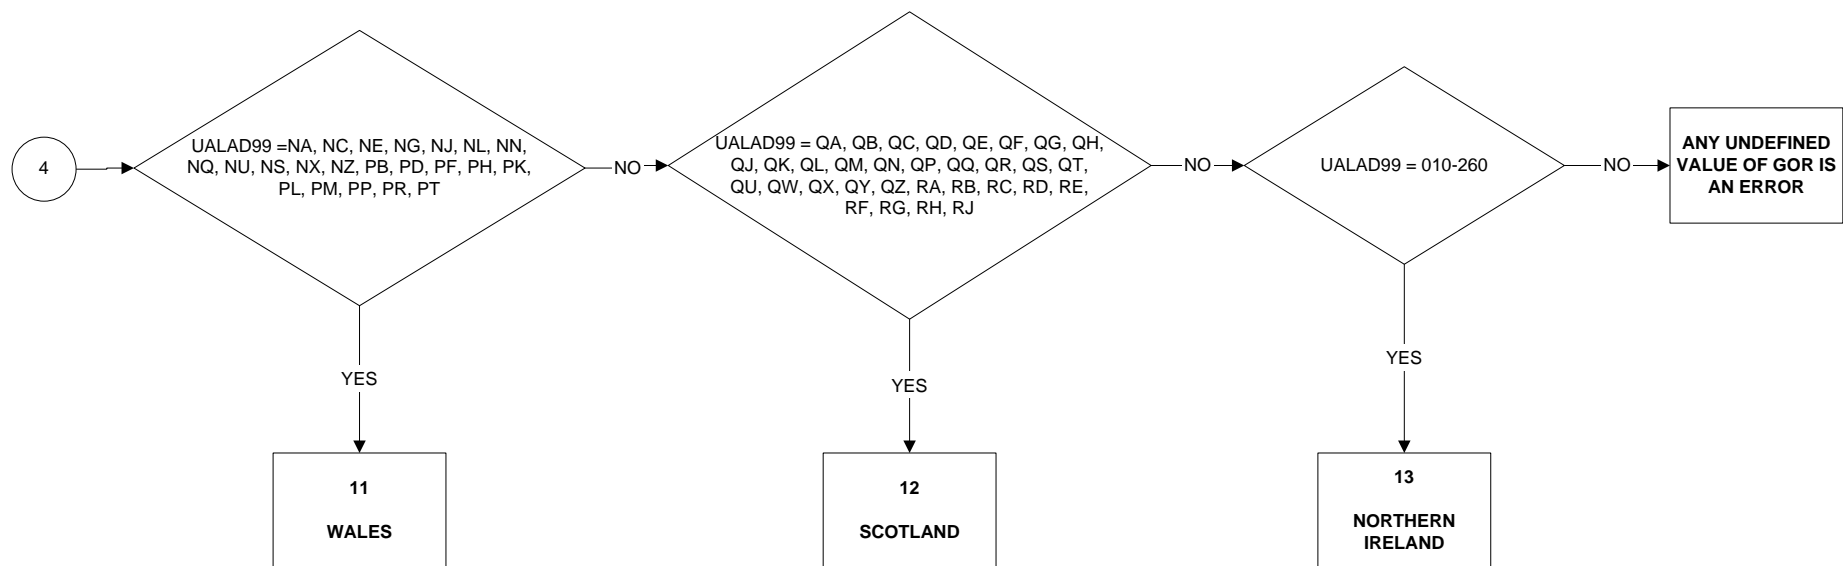 4
UALAD99 =NA, NC, NE, NG, NJ, NL, NN,
NQ, NU, NS, NX, NZ, PB, PD, PF, PH, PK,
PL, PM, PP, PR, PT
NO
UALAD99 = QA, QB, QC, QD, QE, QF, QG, QH,
QJ, QK, QL, QM, QN, QP, QQ, QR, QS, QT,
QU, QW, QX, QY, QZ, RA, RB, RC, RD, RE,
RF, RG, RH, RJ
NO
UALAD99 = 010-260
NO
ANY UNDEFINED
VALUE OF GOR IS
AN ERROR
YES
YES
YES
11
WALES
12
SCOTLAND
13
NORTHERN
IRELAND